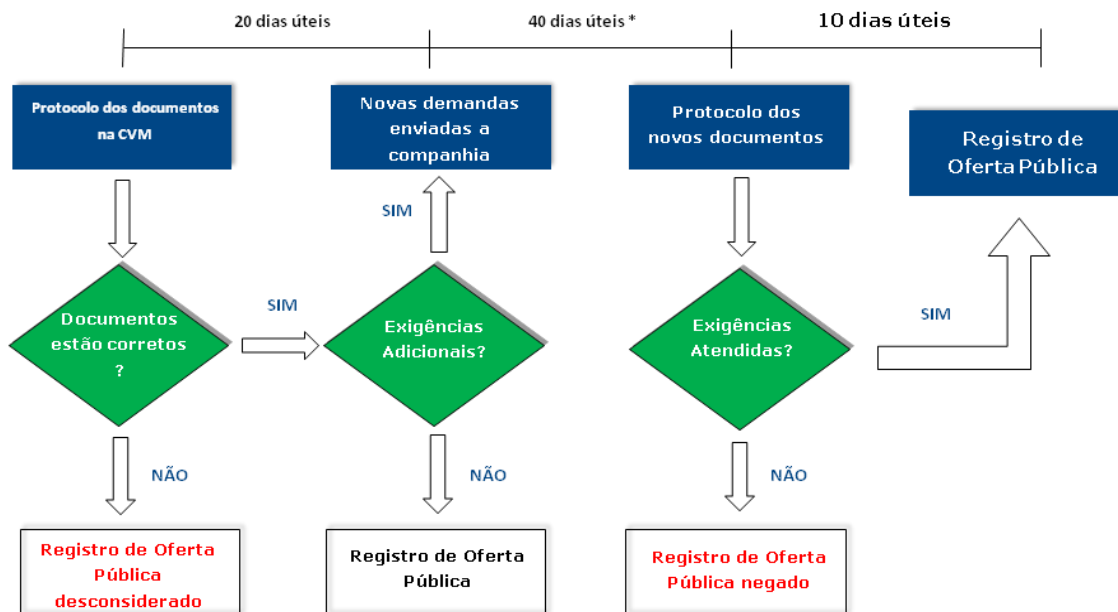 20 dias úteis
40 dias úteis *
10 dias úteis
Protocolo dos documentos
na CVM
Novas demandas
enviadas a
companhia
Protocolo dos
novos documentos
Registro de
Oferta Pública
SIM
Documentos
estão corretos
?
SIM
Exigências
Adicionais?
Exigências
Atendidas?
SIM
NÃO
NÃO
NÃO
Registro de Oferta
Pública
desconsiderado
Registro de Oferta
Pública
Registro de Oferta
Pública negado